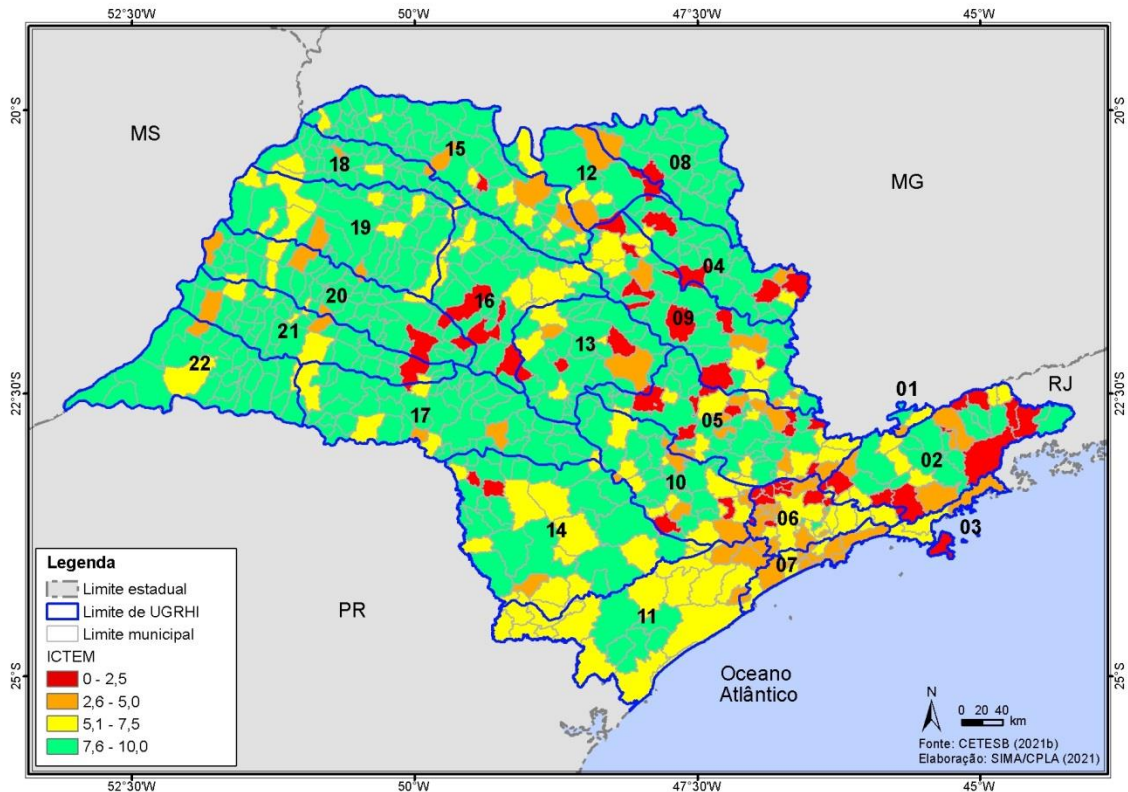 52°30'W
50°W
47°30'W
45°W
20°S
20°S
MS
15
18
12
08
MG
19
04
20
16
21
13
09
22
22°30'S
22°30'S
17
05
01
RJ
02
10
06
03
14
07
11
PR
Oceano
Atlântico
25°S
25°S
Legenda
Limite estadual
Limite de UGRHI
Limite municipal
ICTEM
0 - 2,5
2,6 - 5,0
5,1 - 7,5
7,6 - 10,0
N
0 20 40
km
Fonte: CETESB (2021b)
Elaboração: SIMA/CPLA (2021)
52°30'W
50°W
47°30'W
45°W